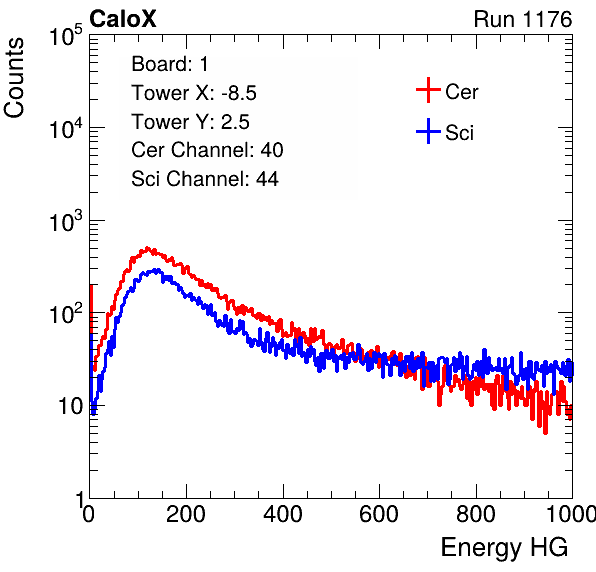 CaloX Run 1176
Counts
10^5
10^4
10^3
10^2
10
1
Board: 1
Tower X: -8.5
Tower Y: 2.5
Cer Channel: 40
Sci Channel: 44
Cer
Sci
0 200 400 600 800 1000
Energy HG